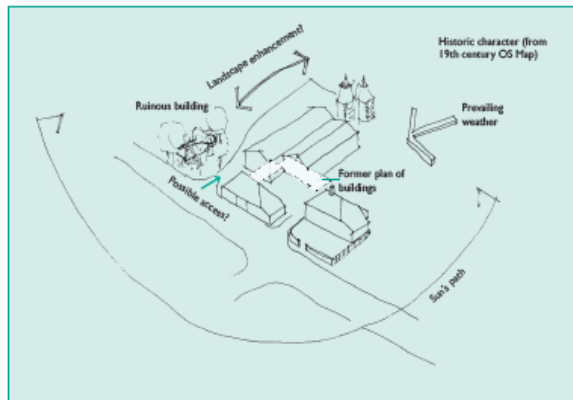 Landscape enhancement?
Historic character (from
19th century OS Map)
Ruinous building
Prevailing
weather
Possible access?
Former plan of
buildings
Sun's path